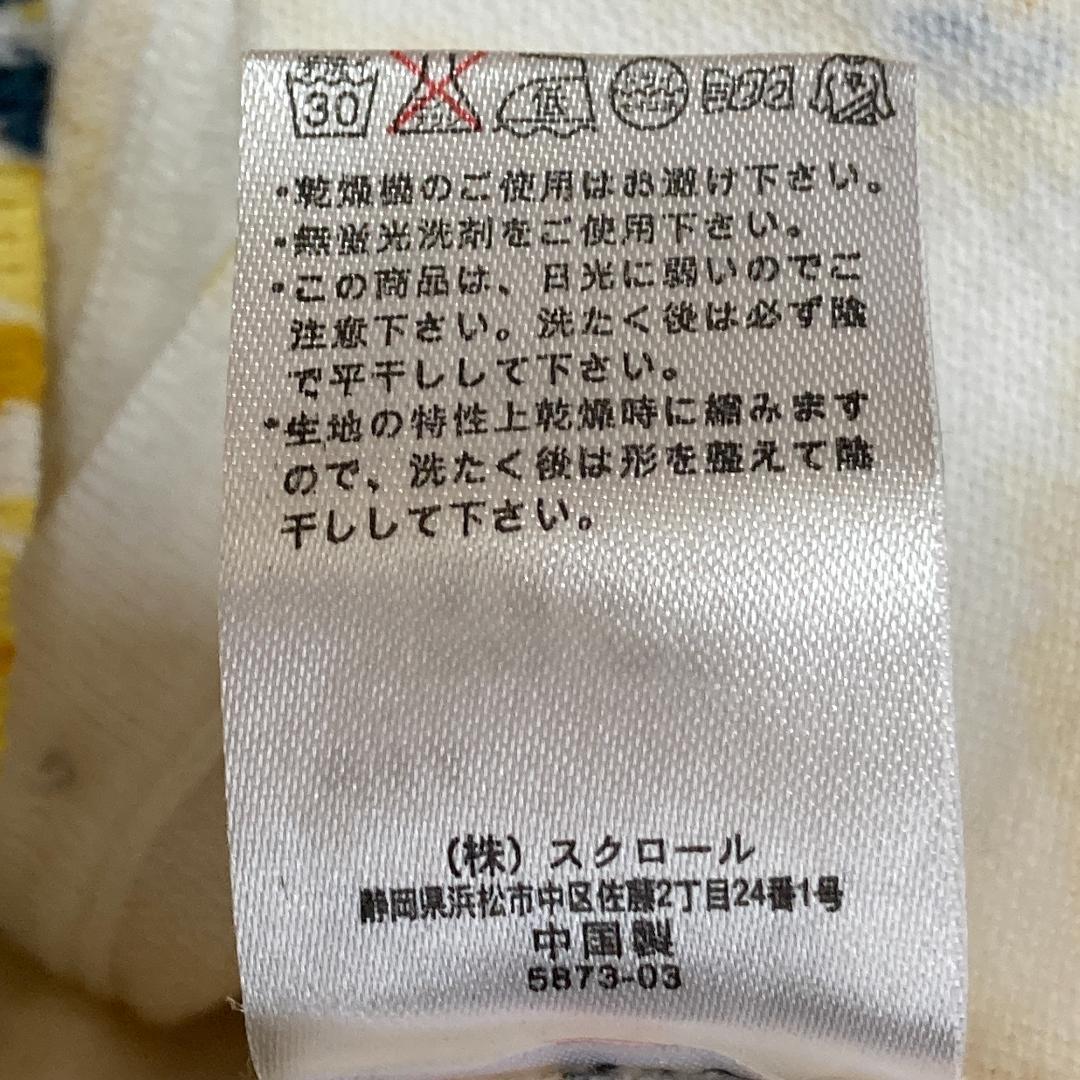 30 低
・乾燥機のご使用はお避け下さい。
・無蛍光洗剤をご使用下さい。
・この商品は、日光に弱いのでご
注意下さい。洗たく後は必ず陰
で平干しして下さい。
・生地の特性上乾燥時に縮みます
ので、洗たく後は形を整えて陰
干しして下さい。
(株)スクロール
静岡県浜松市中区佐藤2丁目24番1号
中国製
5873-03